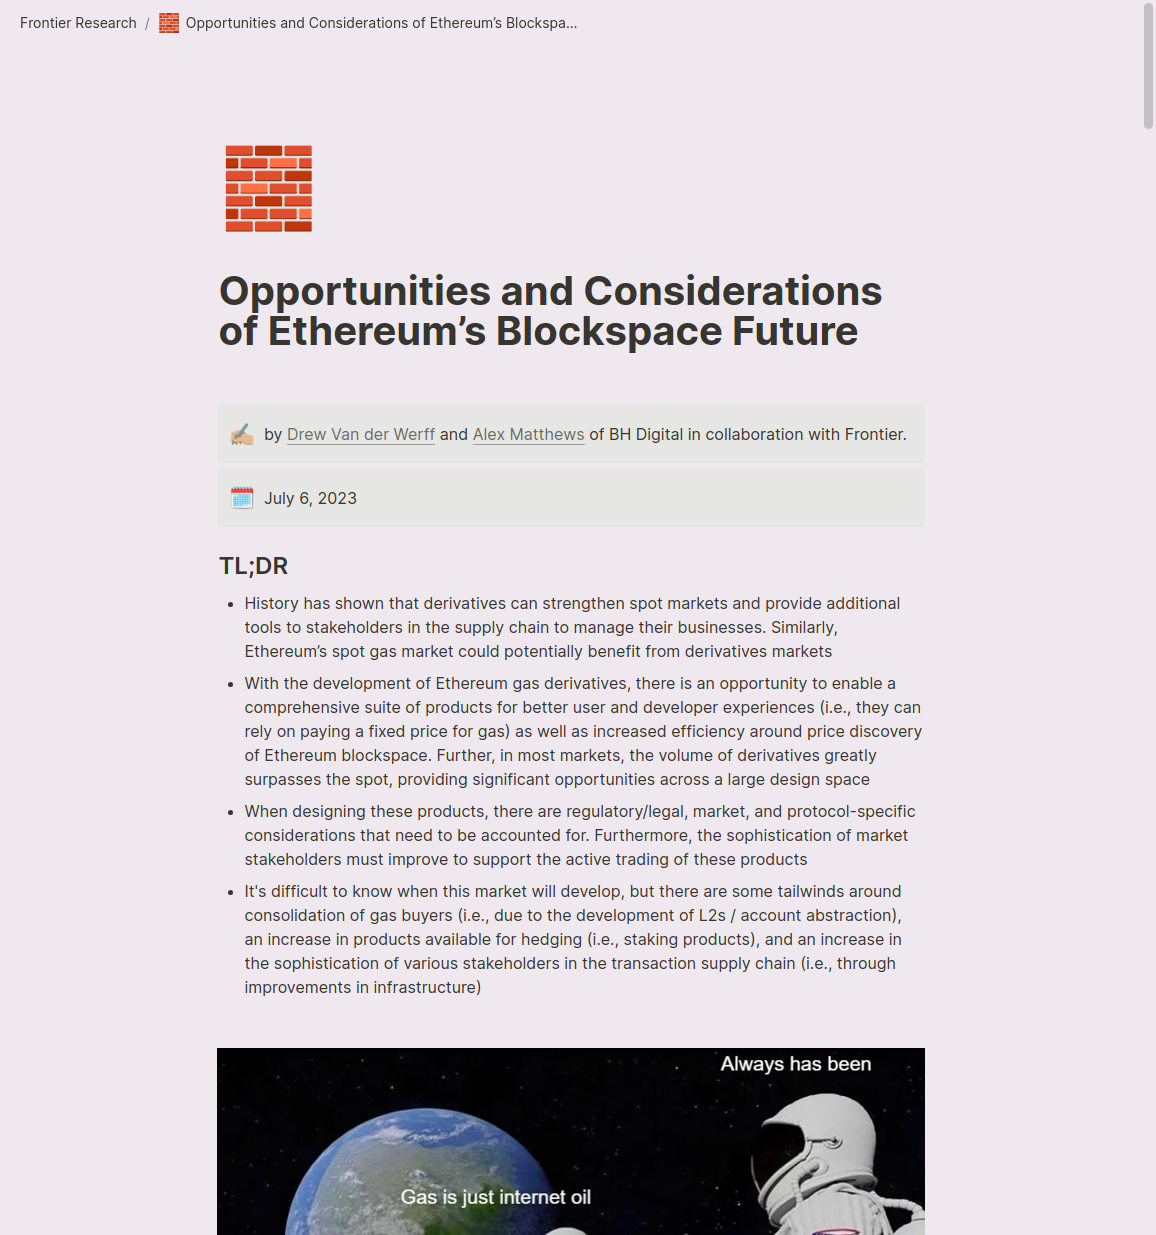 Frontier Research / Opportunities and Considerations of Ethereum’s Blockspa...
Opportunities and Considerations
of Ethereum’s Blockspace Future
by Drew Van der Werff and Alex Matthews of BH Digital in collaboration with Frontier.
July 6, 2023
TL;DR
• History has shown that derivatives can strengthen spot markets and provide additional
tools to stakeholders in the supply chain to manage their businesses. Similarly,
Ethereum’s spot gas market could potentially benefit from derivatives markets
• With the development of Ethereum gas derivatives, there is an opportunity to enable a
comprehensive suite of products for better user and developer experiences (i.e., they can
rely on paying a fixed price for gas) as well as increased efficiency around price discovery
of Ethereum blockspace. Further, in most markets, the volume of derivatives greatly
surpasses the spot, providing significant opportunities across a large design space
• When designing these products, there are regulatory/legal, market, and protocol-specific
considerations that need to be accounted for. Furthermore, the sophistication of market
stakeholders must improve to support the active trading of these products
• It's difficult to know when this market will develop, but there are some tailwinds around
consolidation of gas buyers (i.e., due to the development of L2s / account abstraction),
an increase in products available for hedging (i.e., staking products), and an increase in
the sophistication of various stakeholders in the transaction supply chain (i.e., through
improvements in infrastructure)
Always has been
Gas is just internet oil